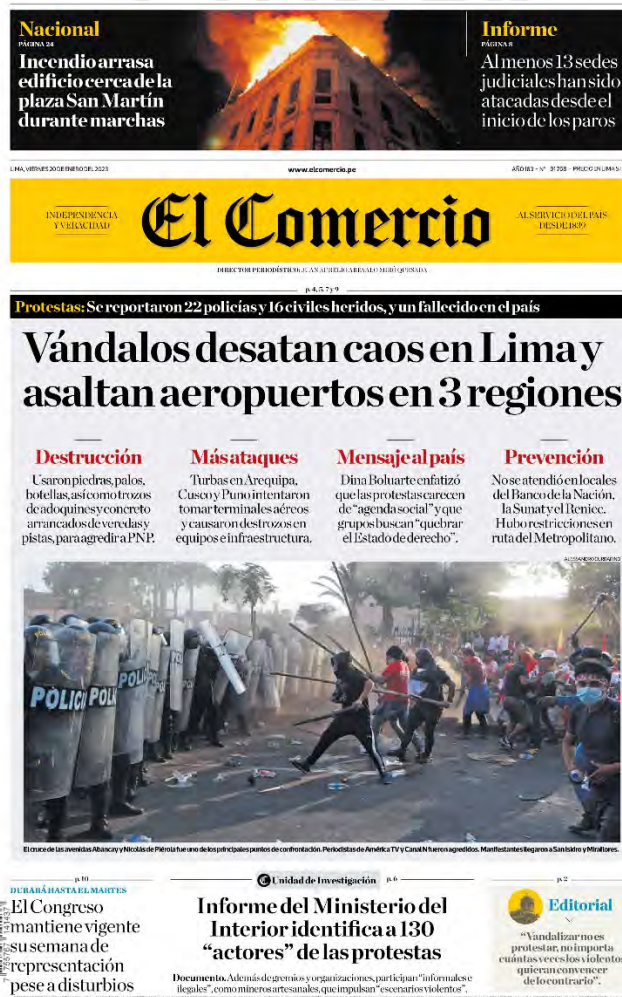 Nacional
PÁGINA 24
Incendio arrasa
edificio cerca de la
plaza San Martín
durante marchas
Informe
PÁGINA 8
Al menos 13 sedes
judiciales han sido
atacadas desde el
inicio de los paros
LIMA, VIERNES 20 DE ENERO DEL 2023
www.elcomercio.pe
INDEPENDENCIA
Y VERACIDAD
El Comercio
AL SERVICIO DEL PAÍS
DESDE 1839
DIRECTOR PERIODÍSTICO: JUAN AURELIO ARÉVALO MIRÓ QUESADA
p. 4, 5, 7 y 9
Protestas: Se reportaron 22 policías y 16 civiles heridos, y un fallecido en el país
Vándalos desatan caos en Lima y
asaltan aeropuertos en 3 regiones
Destrucción
Usaron piedras, palos,
botellas, así como trozos
de adoquines y concreto
arrancados de veredas y
pistas, para agredir a PNP.
Más ataques
Turbas en Arequipa,
Cusco y Puno intentaron
tomar terminales aéreos
y causaron destrozos en
equipos e infraestructura.
Mensaje al país
Dina Boluarte enfatizó
que las protestas carecen
de “agenda social” y que
grupos buscan “quebrar
el Estado de derecho”.
Prevención
No se atendió en locales
del Banco de la Nación,
la Sunat y el Reniec.
Hubo restricciones en
ruta del Metropolitano.
POLICIA
POLIC
El cruce de las avenidas Abancay y Nicolás de Piérola fue uno de los principales puntos de confrontación. Periodistas de América TV y Canal N fueron agredidos. Manifestantes llegaron a San Isidro y Miraflores.
p. 10
DURARÁ HASTA EL MARTES
El Congreso
mantiene vigente
su semana de
representación
pese a disturbios
Unidad de Investigación p. 6
Informe del Ministerio del
Interior identifica a 130
“actores” de las protestas
Documento. Además de gremios y organizaciones, participan “informales e
ilegales”, como mineros artesanales, que impulsan “escenarios violentos”.
p. 2
Editorial
“Vandalizar no es
protestar, no importa
cuántas veces los violentos
quieran convencer
de lo contrario”.